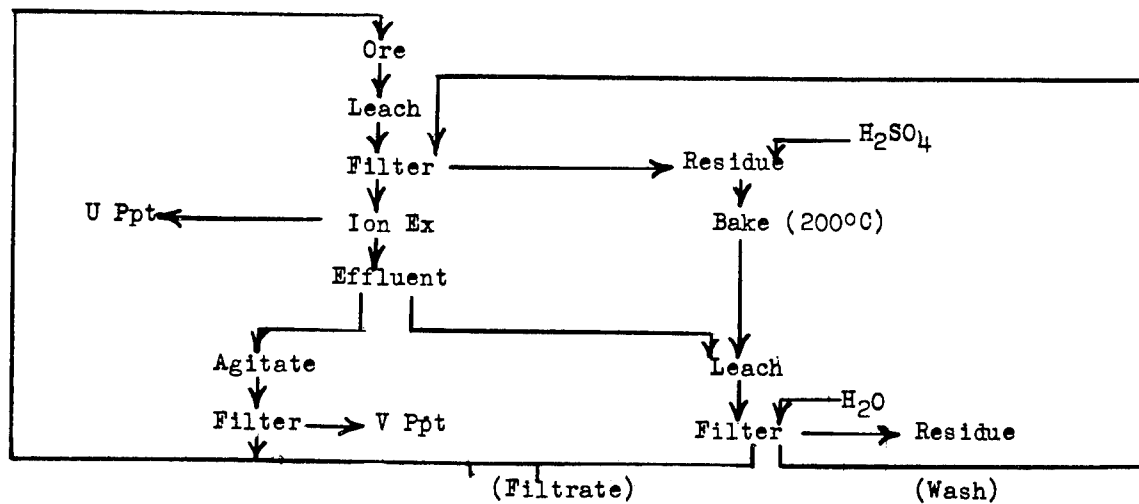 Ore
Leach
H₂SO₄
Filter
Residue
U Ppt
Ion Ex
Bake (200°C)
Effluent
Agitate
Leach
H₂O
Filter
V Ppt
Filter
Residue
(Filtrate)
(Wash)